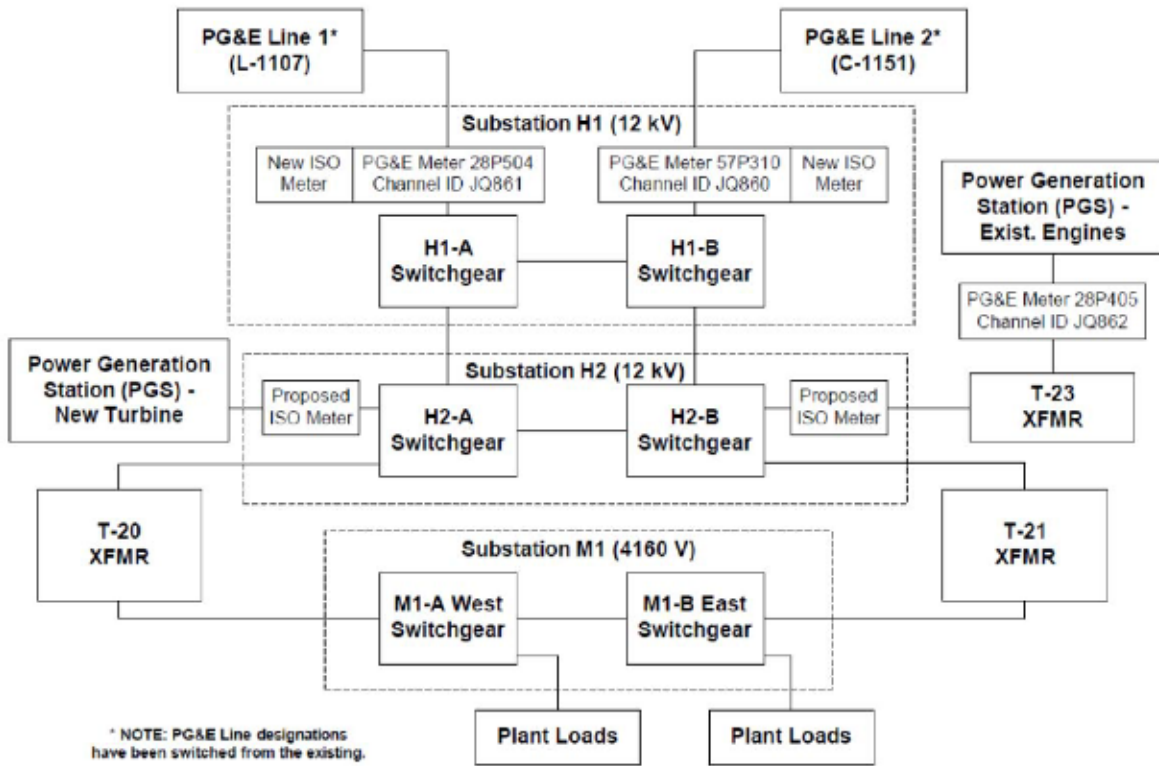 PG&E Line 1*
(L-1107)
PG&E Line 2*
(C-1151)
Substation H1 (12 kV)
New ISO
Meter
PG&E Meter 28P504
Channel ID JQ861
PG&E Meter 57P310
Channel ID JQ860
New ISO
Meter
Power Generation
Station (PGS) -
Exist. Engines
H1-A
Switchgear
H1-B
Switchgear
PG&E Meter 28P405
Channel ID JQ862
Power Generation
Station (PGS) -
New Turbine
Substation H2 (12 kV)
Proposed
ISO Meter
H2-A
Switchgear
H2-B
Switchgear
Proposed
ISO Meter
T-23
XFMR
T-20
XFMR
Substation M1 (4160 V)
T-21
XFMR
M1-A West
Switchgear
M1-B East
Switchgear
Plant Loads
Plant Loads
* NOTE: PG&E Line designations
have been switched from the existing.